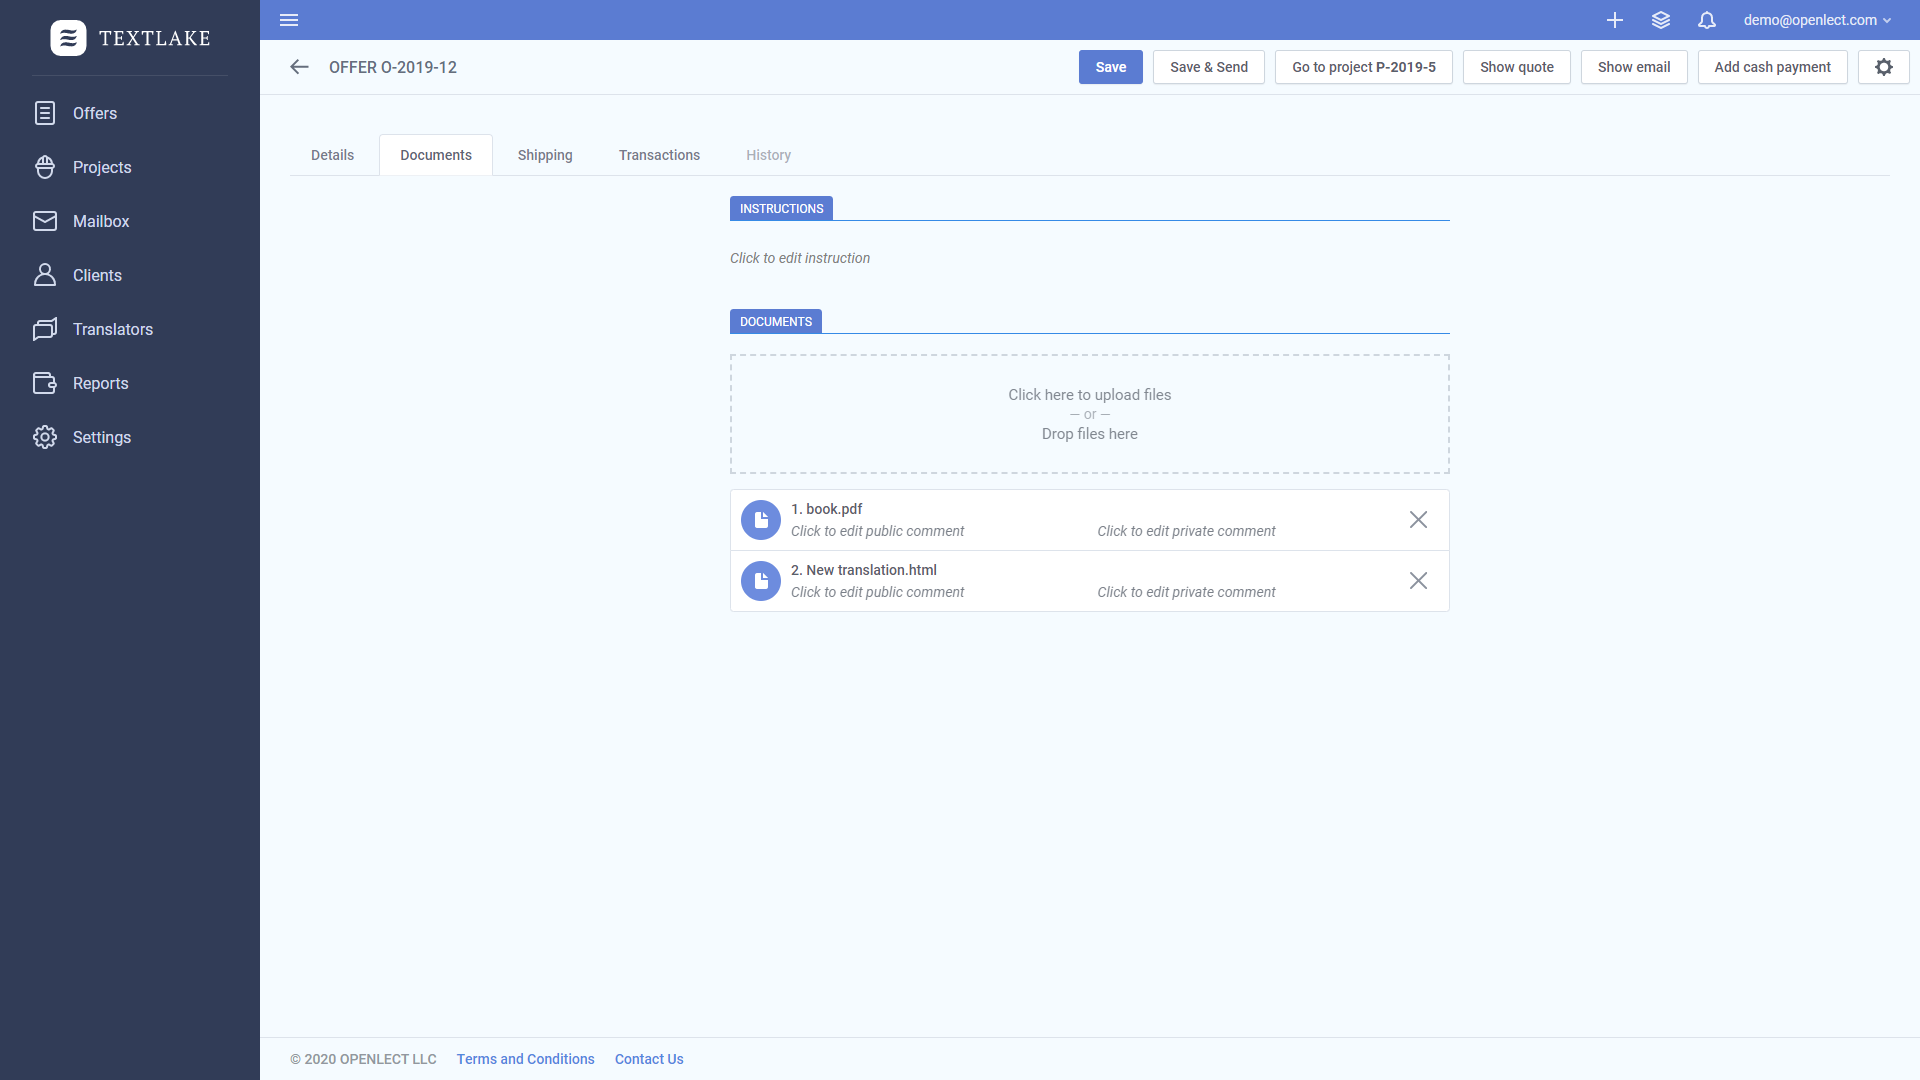 TEXTLAKE
Offers
Projects
Mailbox
Clients
Translators
Reports
Settings
demo@openlect.com
OFFER O-2019-12
Save
Save & Send
Go to project P-2019-5
Show quote
Show email
Add cash payment
Details
Documents
Shipping
Transactions
History
INSTRUCTIONS
Click to edit instruction
DOCUMENTS
Click here to upload files
— or —
Drop files here
1. book.pdf
Click to edit public comment
Click to edit private comment
2. New translation.html
Click to edit public comment
Click to edit private comment
© 2020 OPENLECT LLC
Terms and Conditions
Contact Us